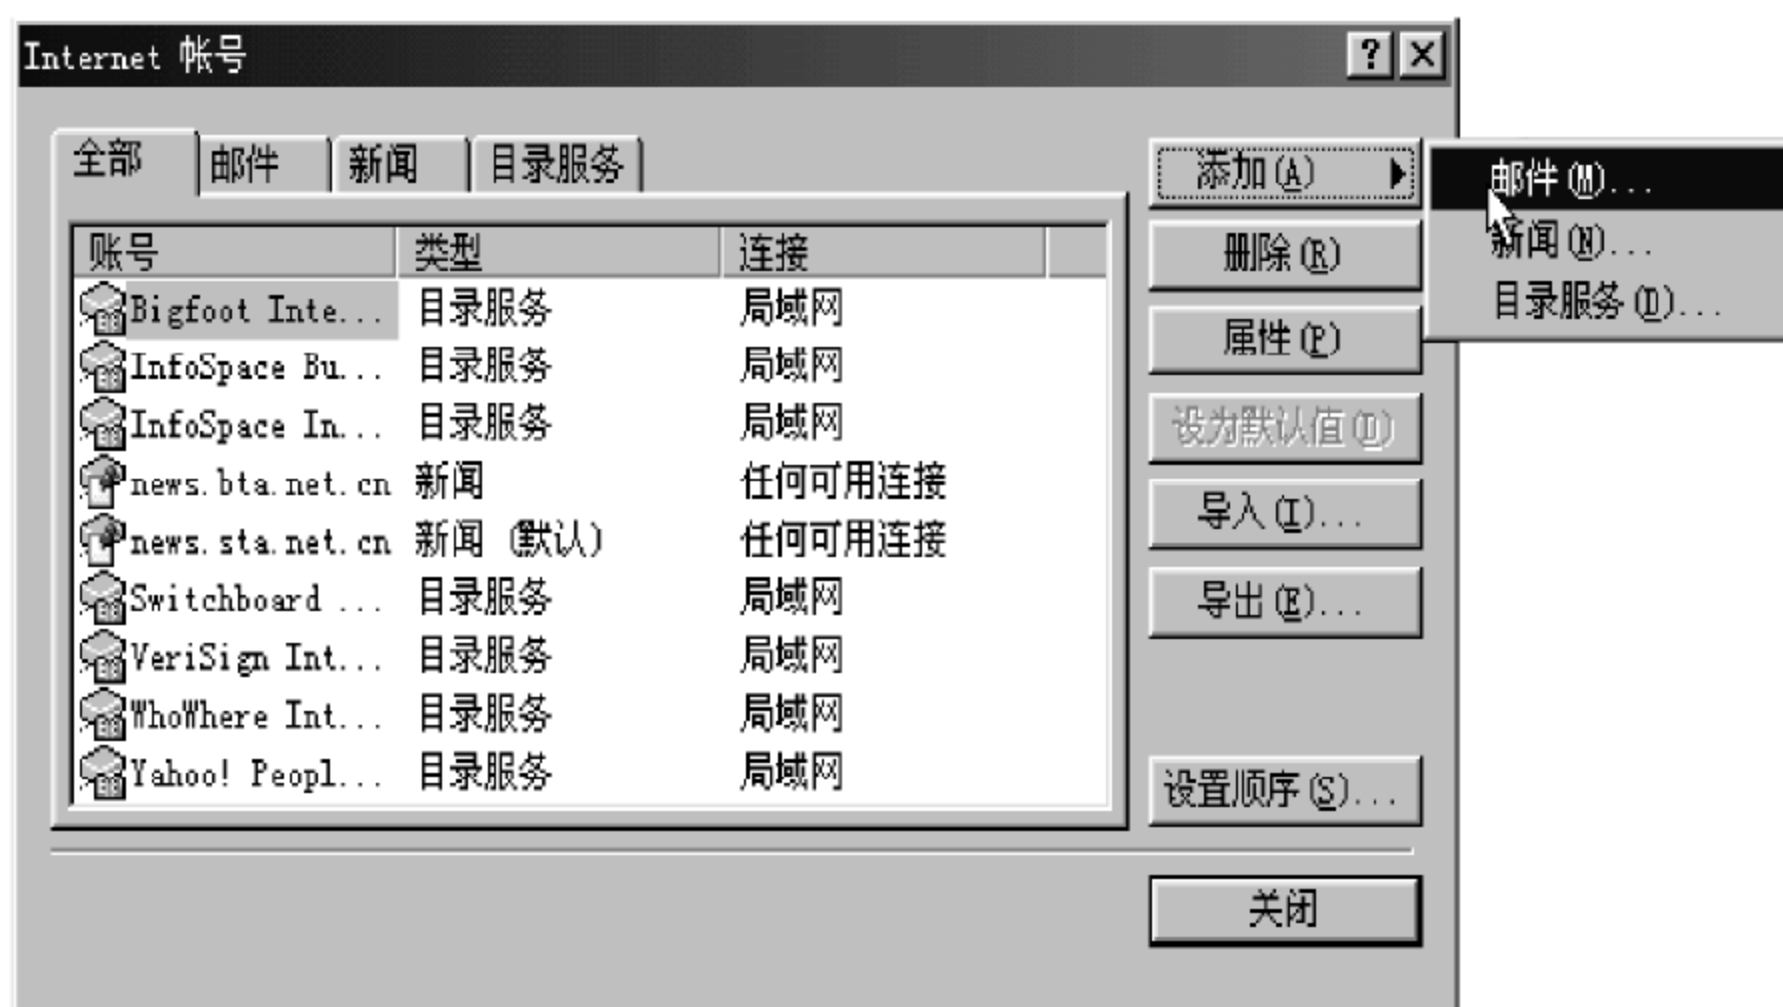 Internet 帐号
全部 邮件 新闻 目录服务
账号 类型 连接
Bigfoot Inte... 目录服务 局域网
InfoSpace Bu... 目录服务 局域网
InfoSpace In... 目录服务 局域网
news.bta.net.cn 新闻 任何可用连接
news.sta.net.cn 新闻 (默认) 任何可用连接
Switchboard ... 目录服务 局域网
VeriSign Int... 目录服务 局域网
WhoWhere Int... 目录服务 局域网
Yahoo! Peopl... 目录服务 局域网
添加(A)
删除(R)
属性(P)
设为默认值(D)
导入(I)...
导出(E)...
设置顺序(S)...
关闭
邮件(M)...
新闻(N)...
目录服务(D)...